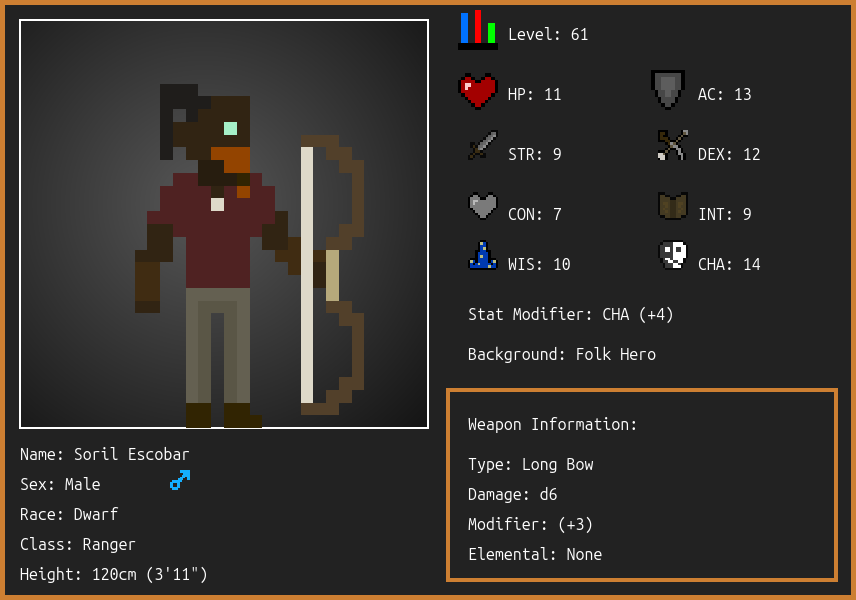 Level: 61
HP: 11
AC: 13
STR: 9
DEX: 12
CON: 7
INT: 9
WIS: 10
CHA: 14
Stat Modifier: CHA (+4)
Background: Folk Hero
Weapon Information:
Type: Long Bow
Damage: d6
Modifier: (+3)
Elemental: None
Name: Soril Escobar
Sex: Male
Race: Dwarf
Class: Ranger
Height: 120cm (3'11")